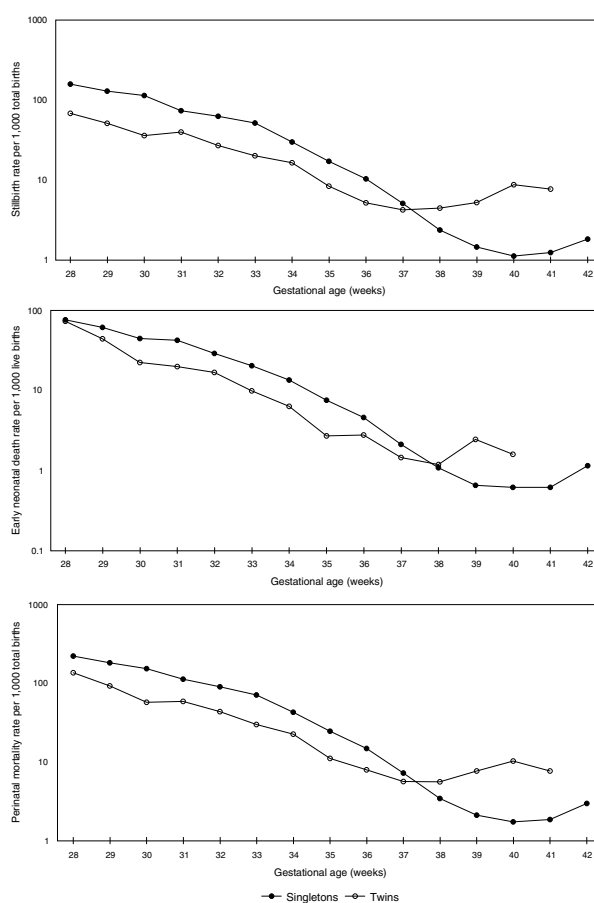 Stillbirth rate per 1,000 total births
1000
100
10
1
28 29 30 31 32 33 34 35 36 37 38 39 40 41 42
Gestational age (weeks)
Early neonatal death rate per 1,000 live births
100
10
1
0.1
28 29 30 31 32 33 34 35 36 37 38 39 40 41 42
Gestational age (weeks)
Perinatal mortality rate per 1,000 total births
1000
100
10
1
28 29 30 31 32 33 34 35 36 37 38 39 40 41 42
Gestational age (weeks)
Singletons Twins